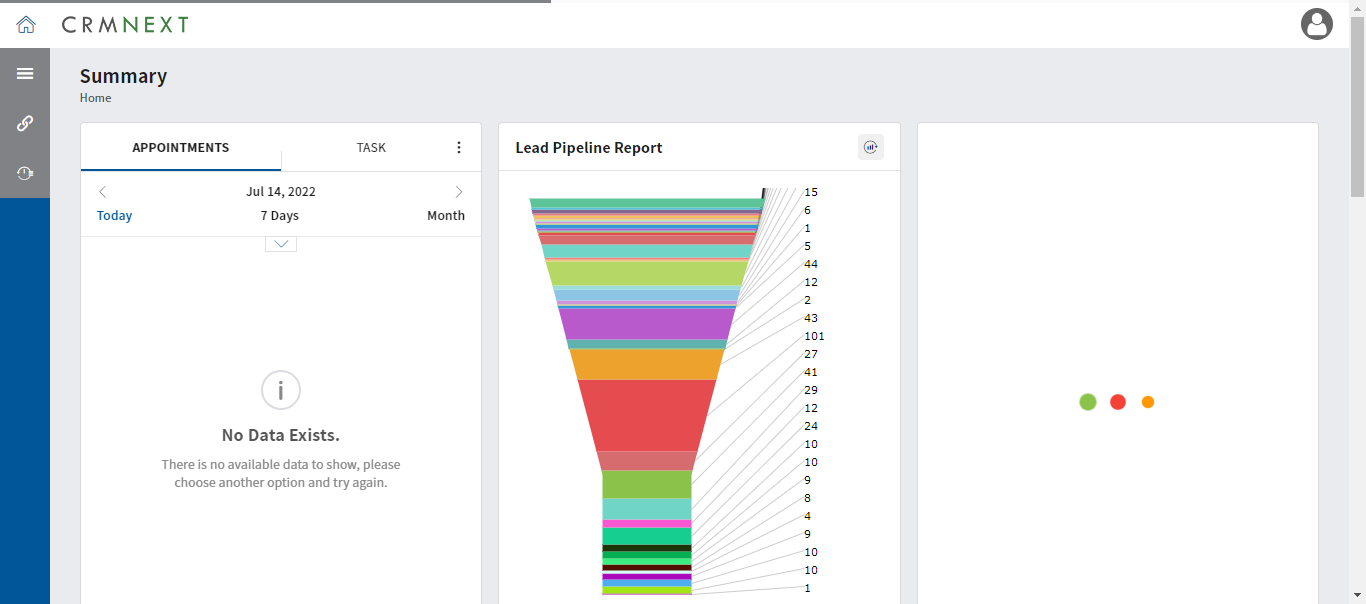 CRMNEXT
Summary
Home
APPOINTMENTS
TASK
Jul 14, 2022
Today
7 Days
Month
No Data Exists.
There is no available data to show, please
choose another option and try again.
Lead Pipeline Report
15
6
1
5
44
12
2
43
101
27
41
29
12
24
10
10
9
8
4
9
10
10
1